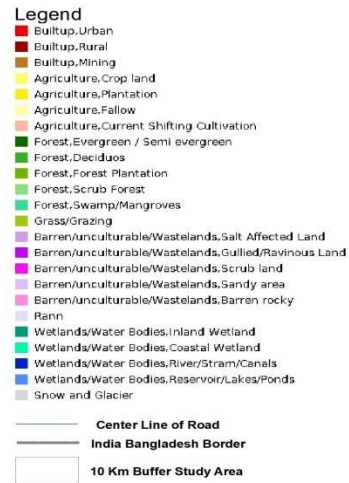 Legend
Builtup,Urban
Builtup,Rural
Builtup,Mining
Agriculture,Crop land
Agriculture,Plantation
Agriculture,Fallow
Agriculture,Current Shifting Cultivation
Forest,Evergreen / Semi evergreen
Forest,Deciduos
Forest,Forest Plantation
Forest,Scrub Forest
Forest,Swamp/Mangroves
Grass/Grazing
Barren/unculturable/Wastelands,Salt Affected Land
Barren/unculturable/Wastelands,Gullied/Ravinous Land
Barren/unculturable/Wastelands,Scrub land
Barren/unculturable/Wastelands,Sandy area
Barren/unculturable/Wastelands,Barren rocky
Rann
Wetlands/Water Bodies,Inland Wetland
Wetlands/Water Bodies,Coastal Wetland
Wetlands/Water Bodies,River/Stram/Canals
Wetlands/Water Bodies,Reservoir/Lakes/Ponds
Snow and Glacier
Center Line of Road
India Bangladesh Border
10 Km Buffer Study Area